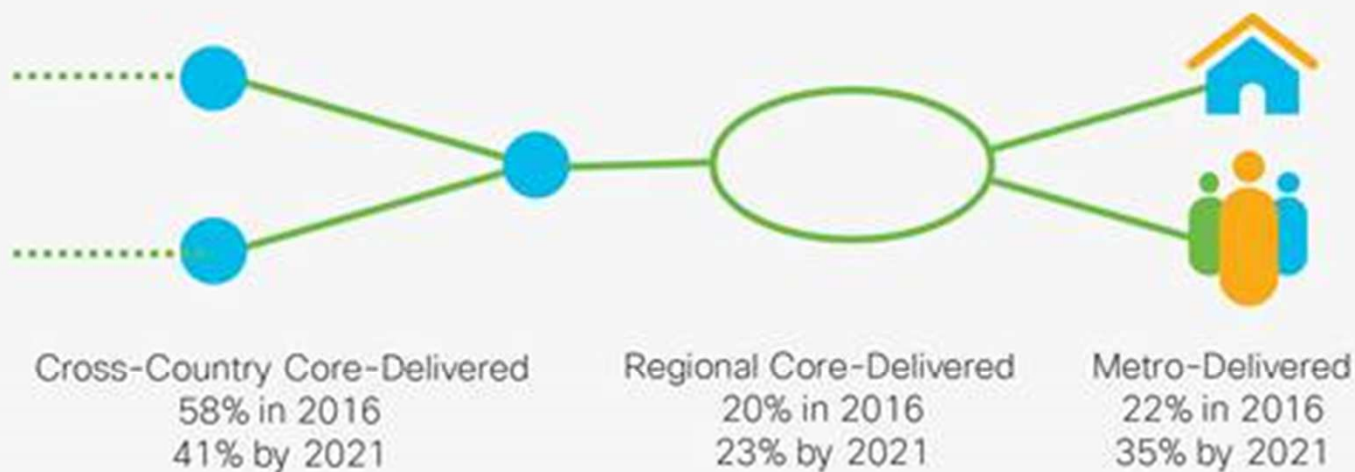 Cross-Country Core-Delivered
58% in 2016
41% by 2021
Regional Core-Delivered
20% in 2016
23% by 2021
Metro-Delivered
22% in 2016
35% by 2021